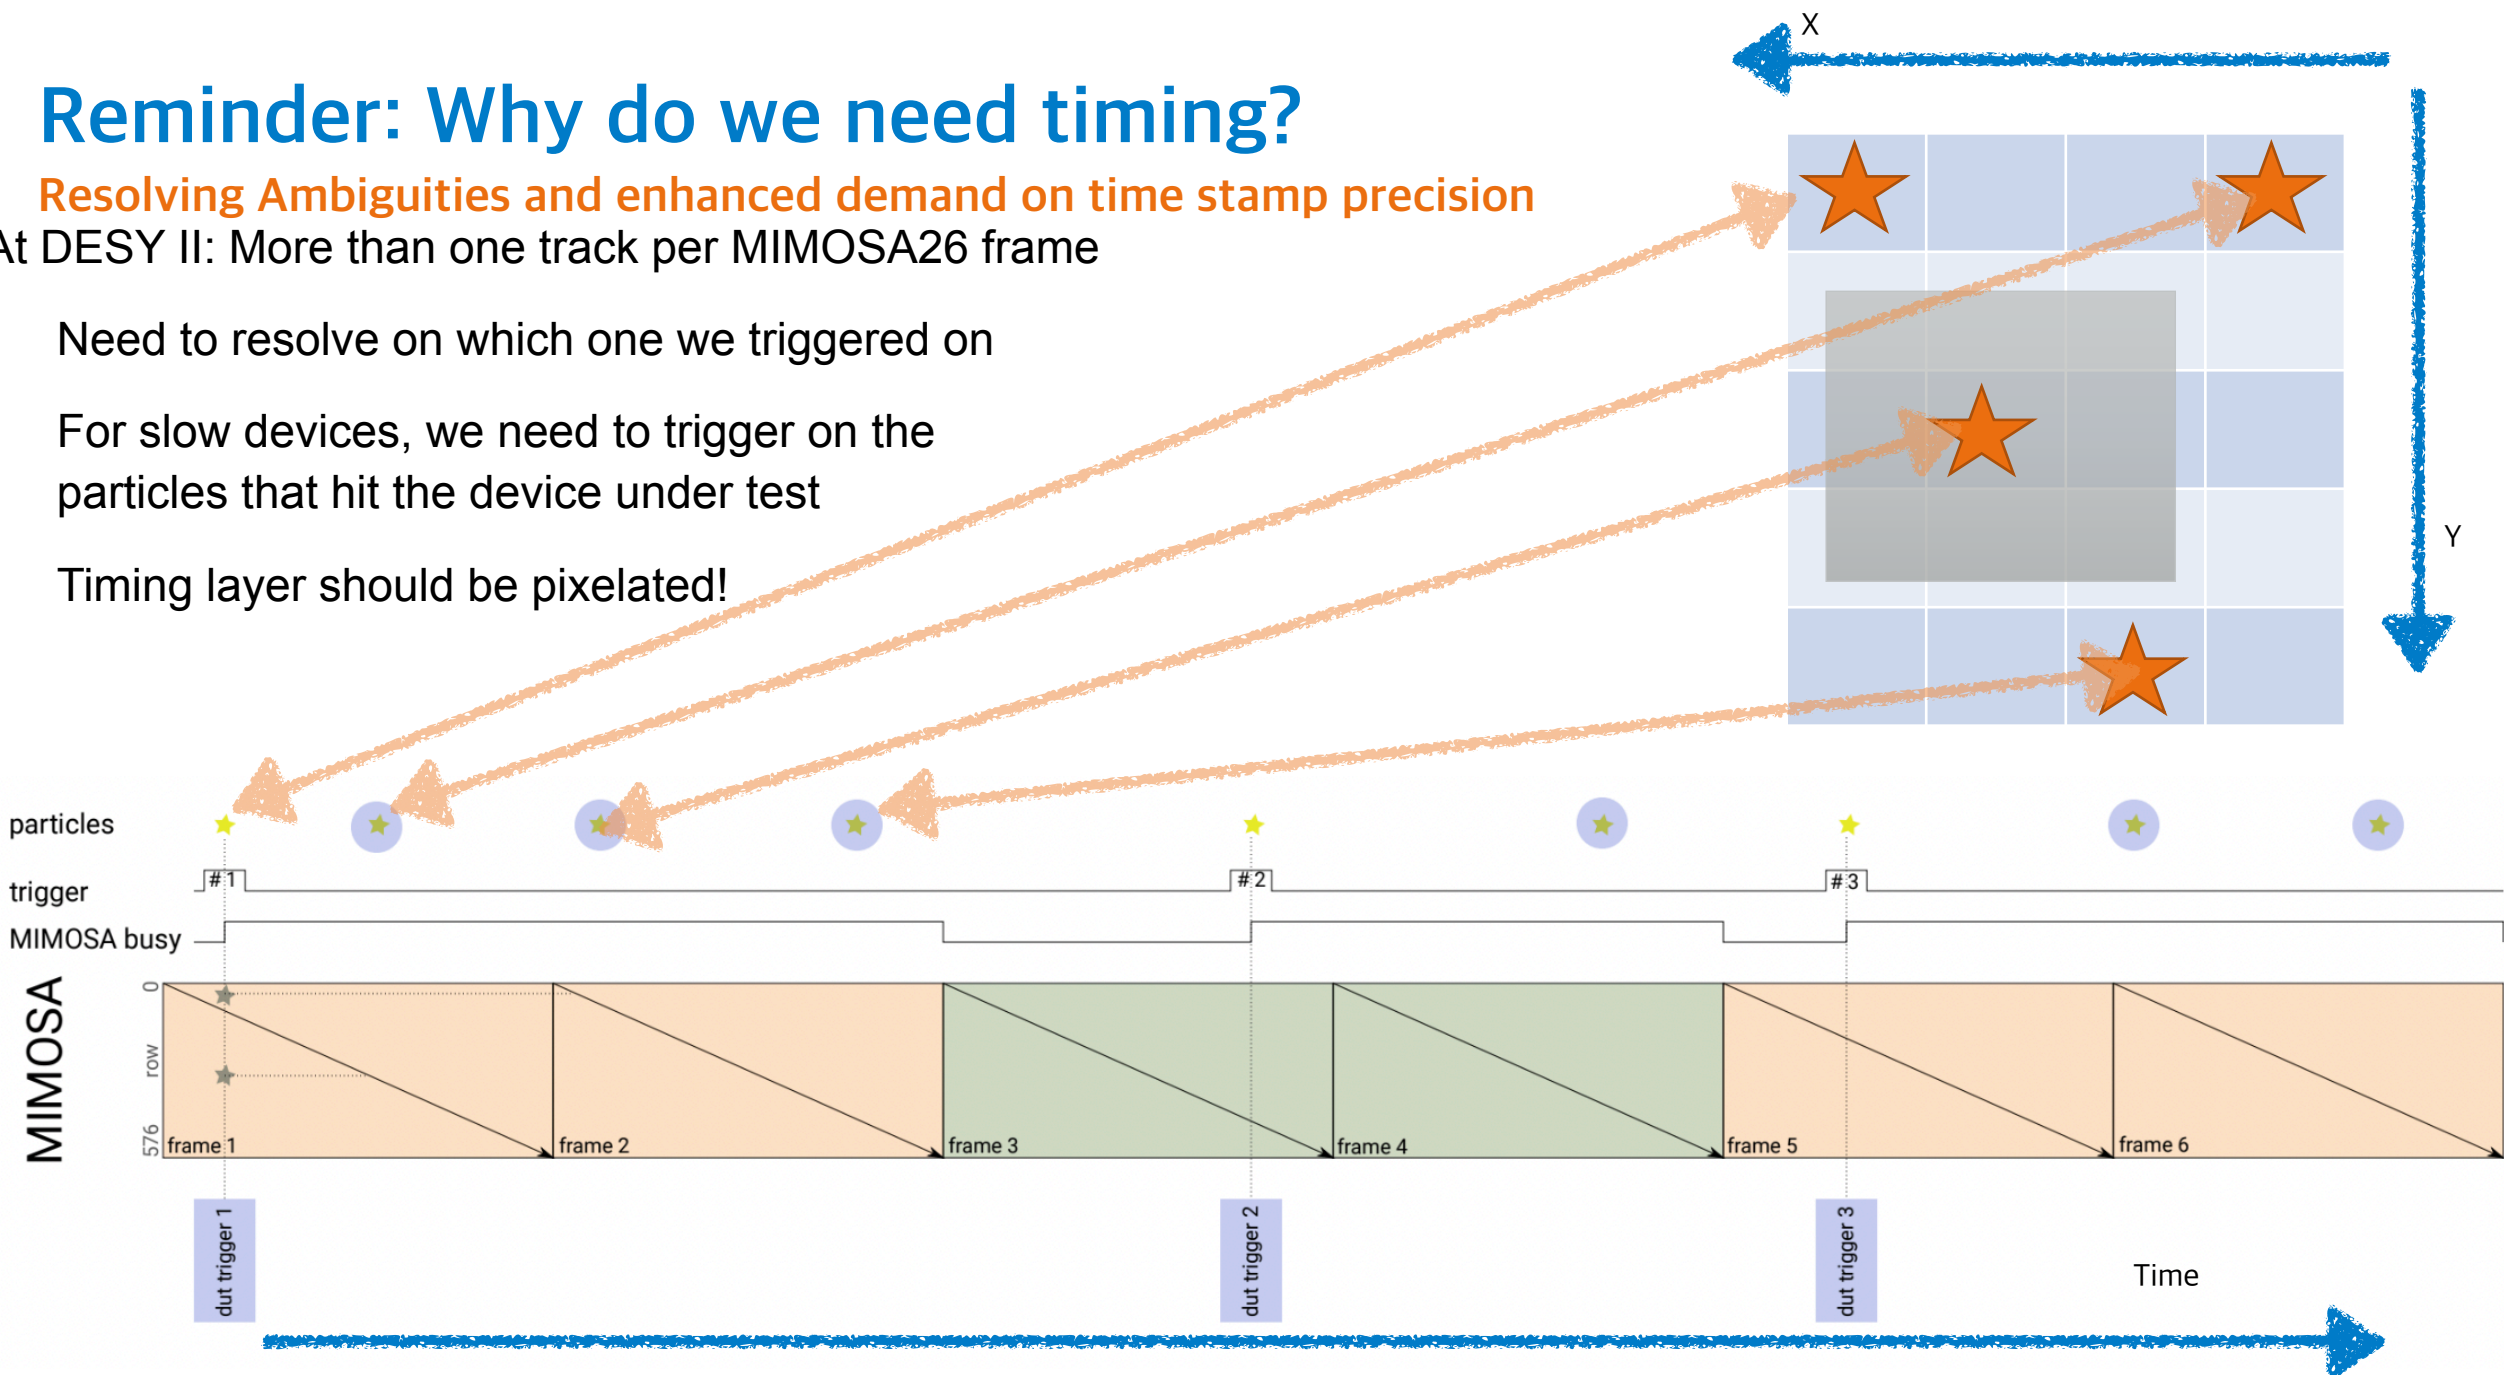 X
Reminder: Why do we need timing?
Resolving Ambiguities and enhanced demand on time stamp precision
At DESY II: More than one track per MIMOSA26 frame
Need to resolve on which one we triggered on
For slow devices, we need to trigger on the
particles that hit the device under test
Y
Timing layer should be pixelated!
particles
trigger
#1
#2
#3
MIMOSA busy
MIMOSA
0
row
576
frame 1
frame 2
frame 3
frame 4
frame 5
frame 6
dut trigger 1
dut trigger 2
dut trigger 3
Time